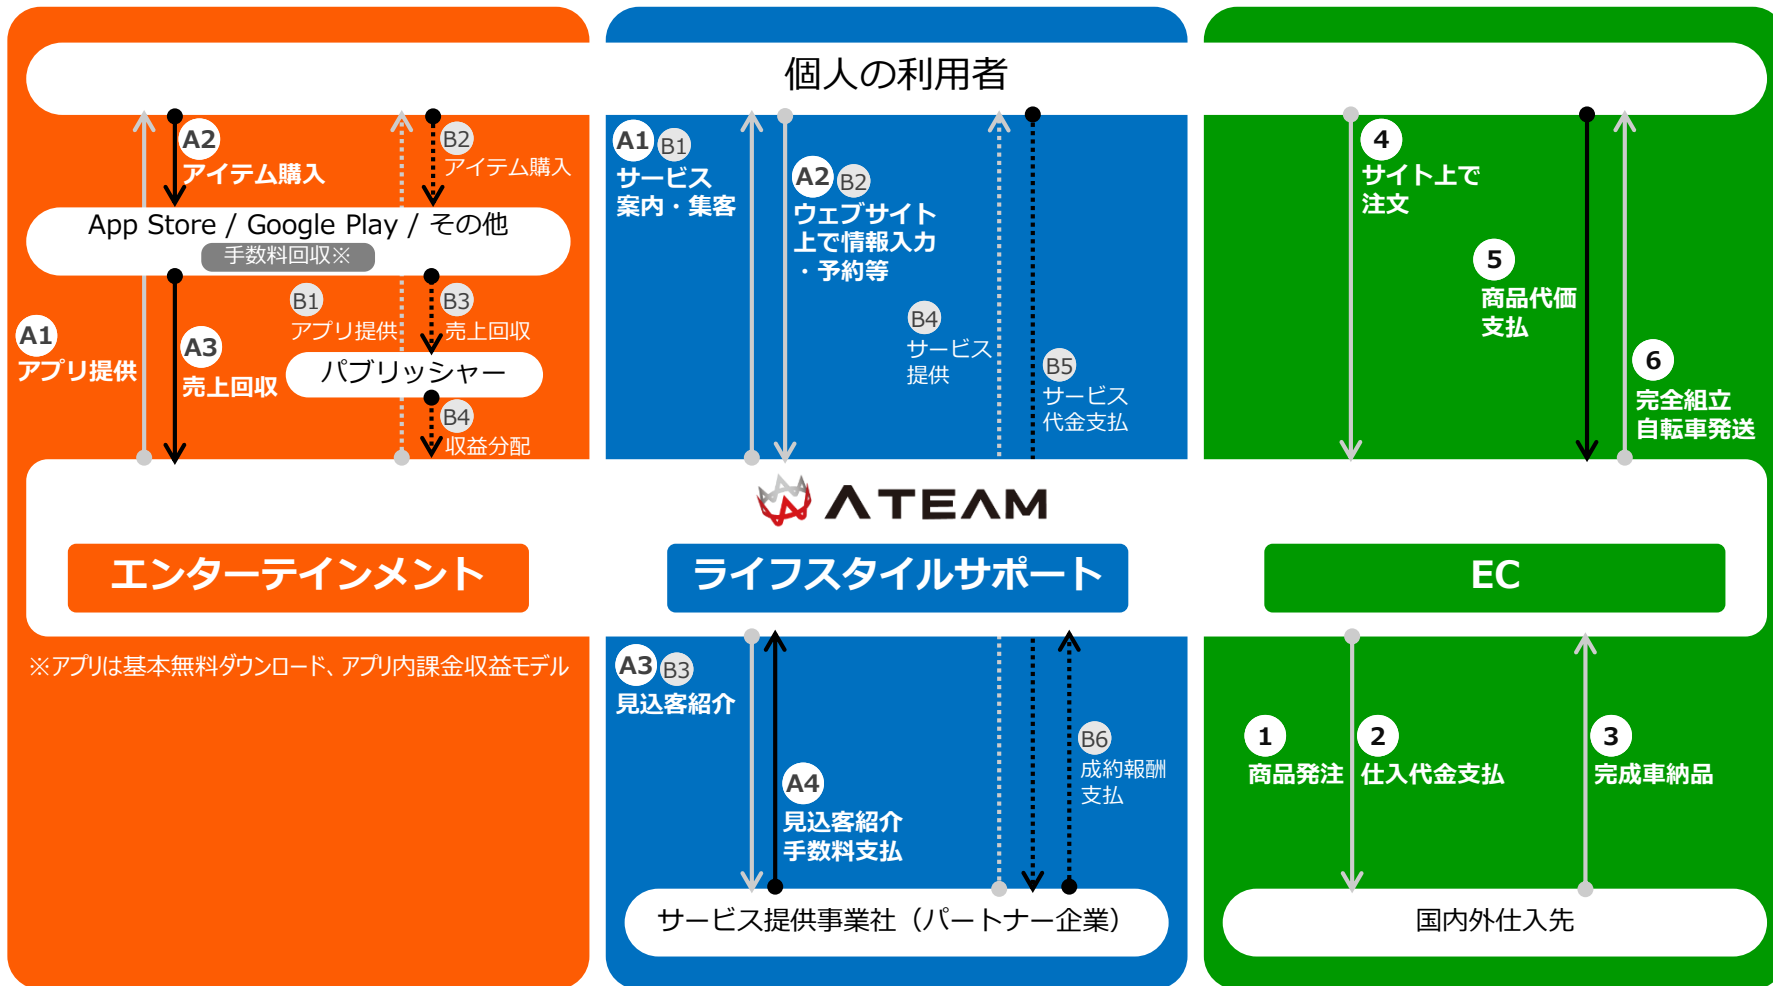 個人の利用者
A2
アイテム購入
B2
アイテム購入
App Store / Google Play / その他
手数料回収※
A1
アプリ提供
A3
売上回収
B1
アプリ提供
B3
売上回収
パブリッシャー
B4
収益分配
A1 B1
サービス
案内・集客
A2 B2
ウェブサイト
上で情報入力
・予約等
B4
サービス
提供
B5
サービス
代金支払
4
サイト上で
注文
5
商品代価
支払
6
完全組立
自転車発送
ATEAM
エンターテインメント
ライフスタイルサポート
EC
※アプリは基本無料ダウンロード、アプリ内課金収益モデル
A3 B3
見込客紹介
A4
見込客紹介
手数料支払
B6
成約報酬
支払
サービス提供事業社（パートナー企業）
1
商品発注
2
仕入代金支払
3
完成車納品
国内外仕入先